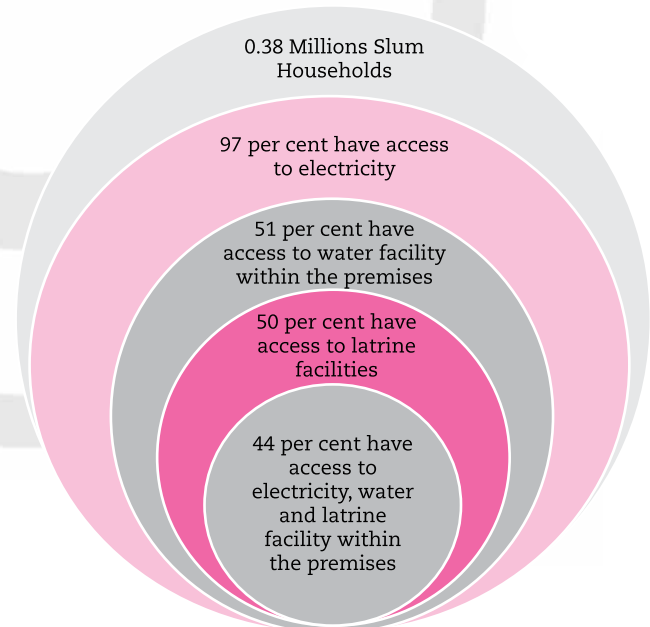 0.38 Millions Slum
Households
97 per cent have access
to electricity
51 per cent have
access to water facility
within the premises
50 per cent have
access to latrine
facilities
44 per cent have
access to
electricity, water
and latrine
facility within
the premises